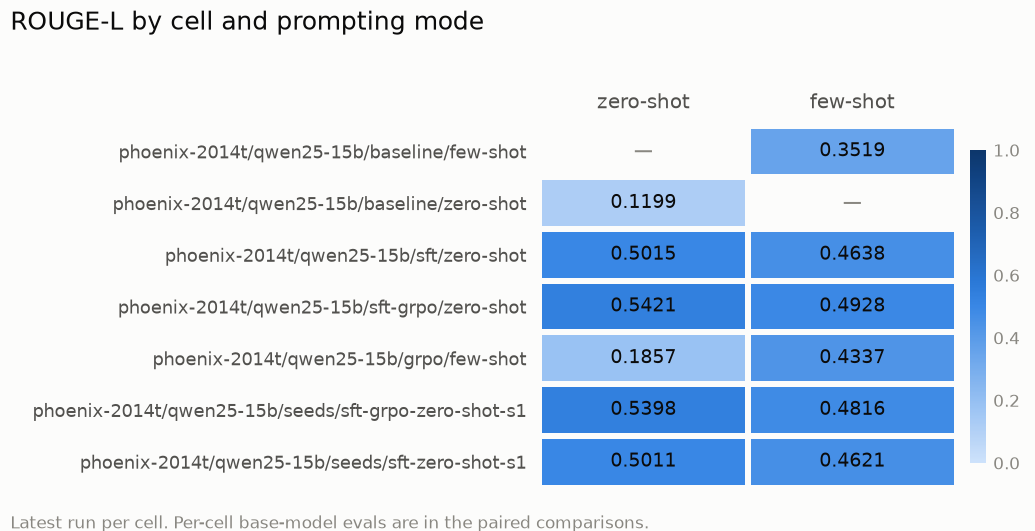 ROUGE-L by cell and prompting mode
zero-shot few-shot
phoenix-2014t/qwen25-15b/baseline/few-shot — 0.3519
phoenix-2014t/qwen25-15b/baseline/zero-shot 0.1199 —
phoenix-2014t/qwen25-15b/sft/zero-shot 0.5015 0.4638
phoenix-2014t/qwen25-15b/sft-grpo/zero-shot 0.5421 0.4928
phoenix-2014t/qwen25-15b/grpo/few-shot 0.1857 0.4337
phoenix-2014t/qwen25-15b/seeds/sft-grpo-zero-shot-s1 0.5398 0.4816
phoenix-2014t/qwen25-15b/seeds/sft-zero-shot-s1 0.5011 0.4621
1.0
0.8
0.6
0.4
0.2
0.0
Latest run per cell. Per-cell base-model evals are in the paired comparisons.